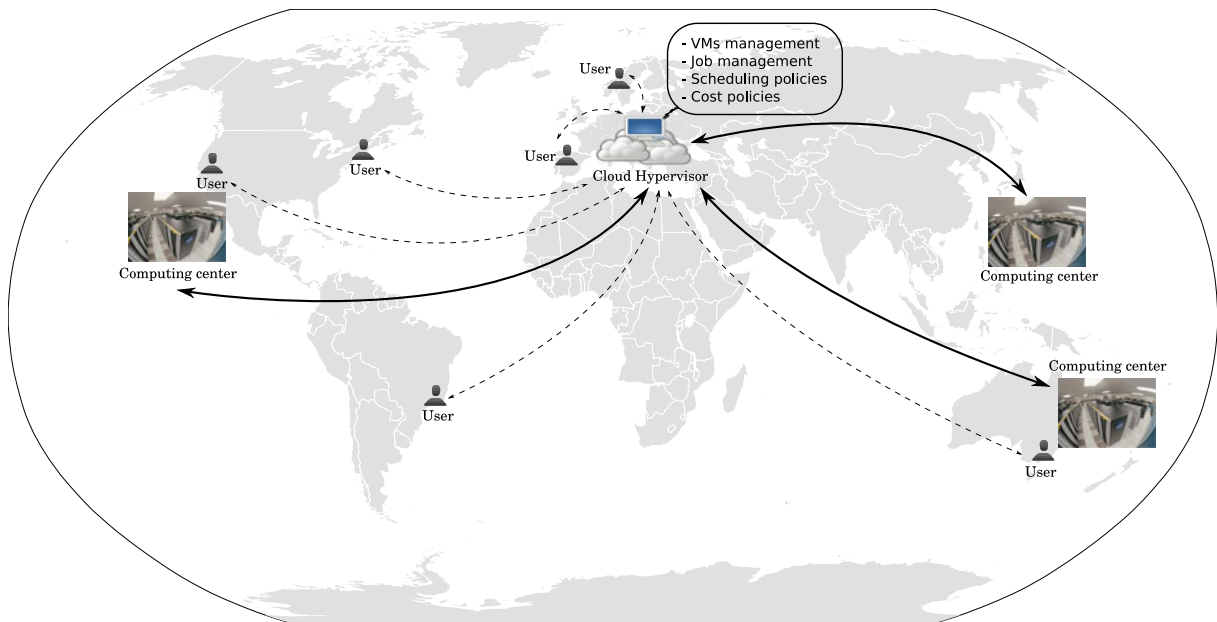 - VMs management
- Job management
- Scheduling policies
- Cost policies
User
User
User
User
Cloud Hypervisor
Computing center
Computing center
Computing center
User
User